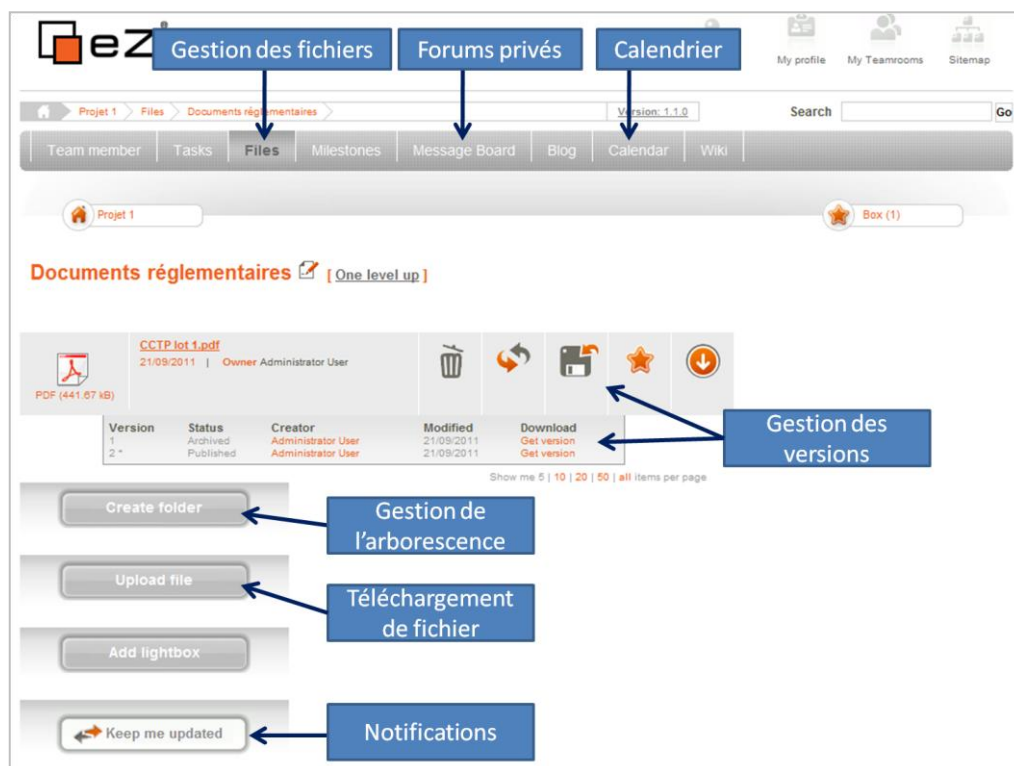 eZ
Gestion des fichiers
Forums privés
Calendrier
My profile
My Teamrooms
Sitemap
Projet 1
Files
Documents réglementaires
Version: 1.1.0
Search
Go
Team member
Tasks
Files
Milestones
Message Board
Blog
Calendar
Wiki
Projet 1
Box (1)
Documents réglementaires [ One level up ]
CCTP lot 1.pdf
21/09/2011 | Owner Administrator User
PDF (441.67 kB)
Version Status Creator Modified Download
1 Archived Administrator User 21/09/2011 Get version
2 * Published Administrator User 21/09/2011 Get version
Gestion des
versions
Show me 5 | 10 | 20 | 50 | all items per page
Create folder
Gestion de
l'arborescence
Upload file
Téléchargement
de fichier
Add lightbox
Keep me updated
Notifications